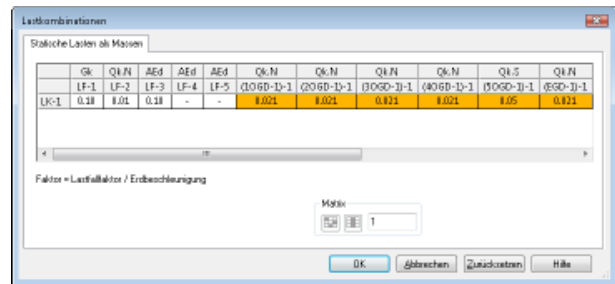 Lastkombinationen
Statische Lasten als Massen
Gk Qk.N AEd AEd AEd Qk.N Qk.N Qk.N Qk.N Qk.S Qk.N
LF-1 LF-2 LF-3 LF-4 LF-5 (1OGD-1)-1 (2OGD-1)-1 (3OGD-1)-1 (4OGD-1)-1 (5OGD-1)-1 (EGD-1)-1
LK-1 0.10 0.01 0.10 - - 0.021 0.021 0.021 0.021 0.05 0.021
Faktor = Lastfallfaktor / Erdbeschleunigung
Matrix
1
OK Abbrechen Zurücksetzen Hilfe